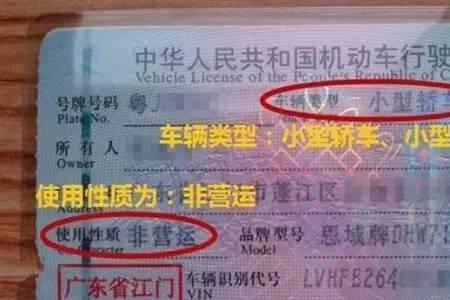 中华人民共和国机动车行驶
Vehicle License of the People's Republic of C
号牌号码 粤J
Plate No.
车辆类型 小型轿
车辆类型：小型轿车、小型
所有人
Owner
市蓬江区
使用性质为：非营运
使用性质 非营运
Character
品牌型号 思域牌DHW7
Model
广东省江门
车辆识别代号
VIN
LVHFB264